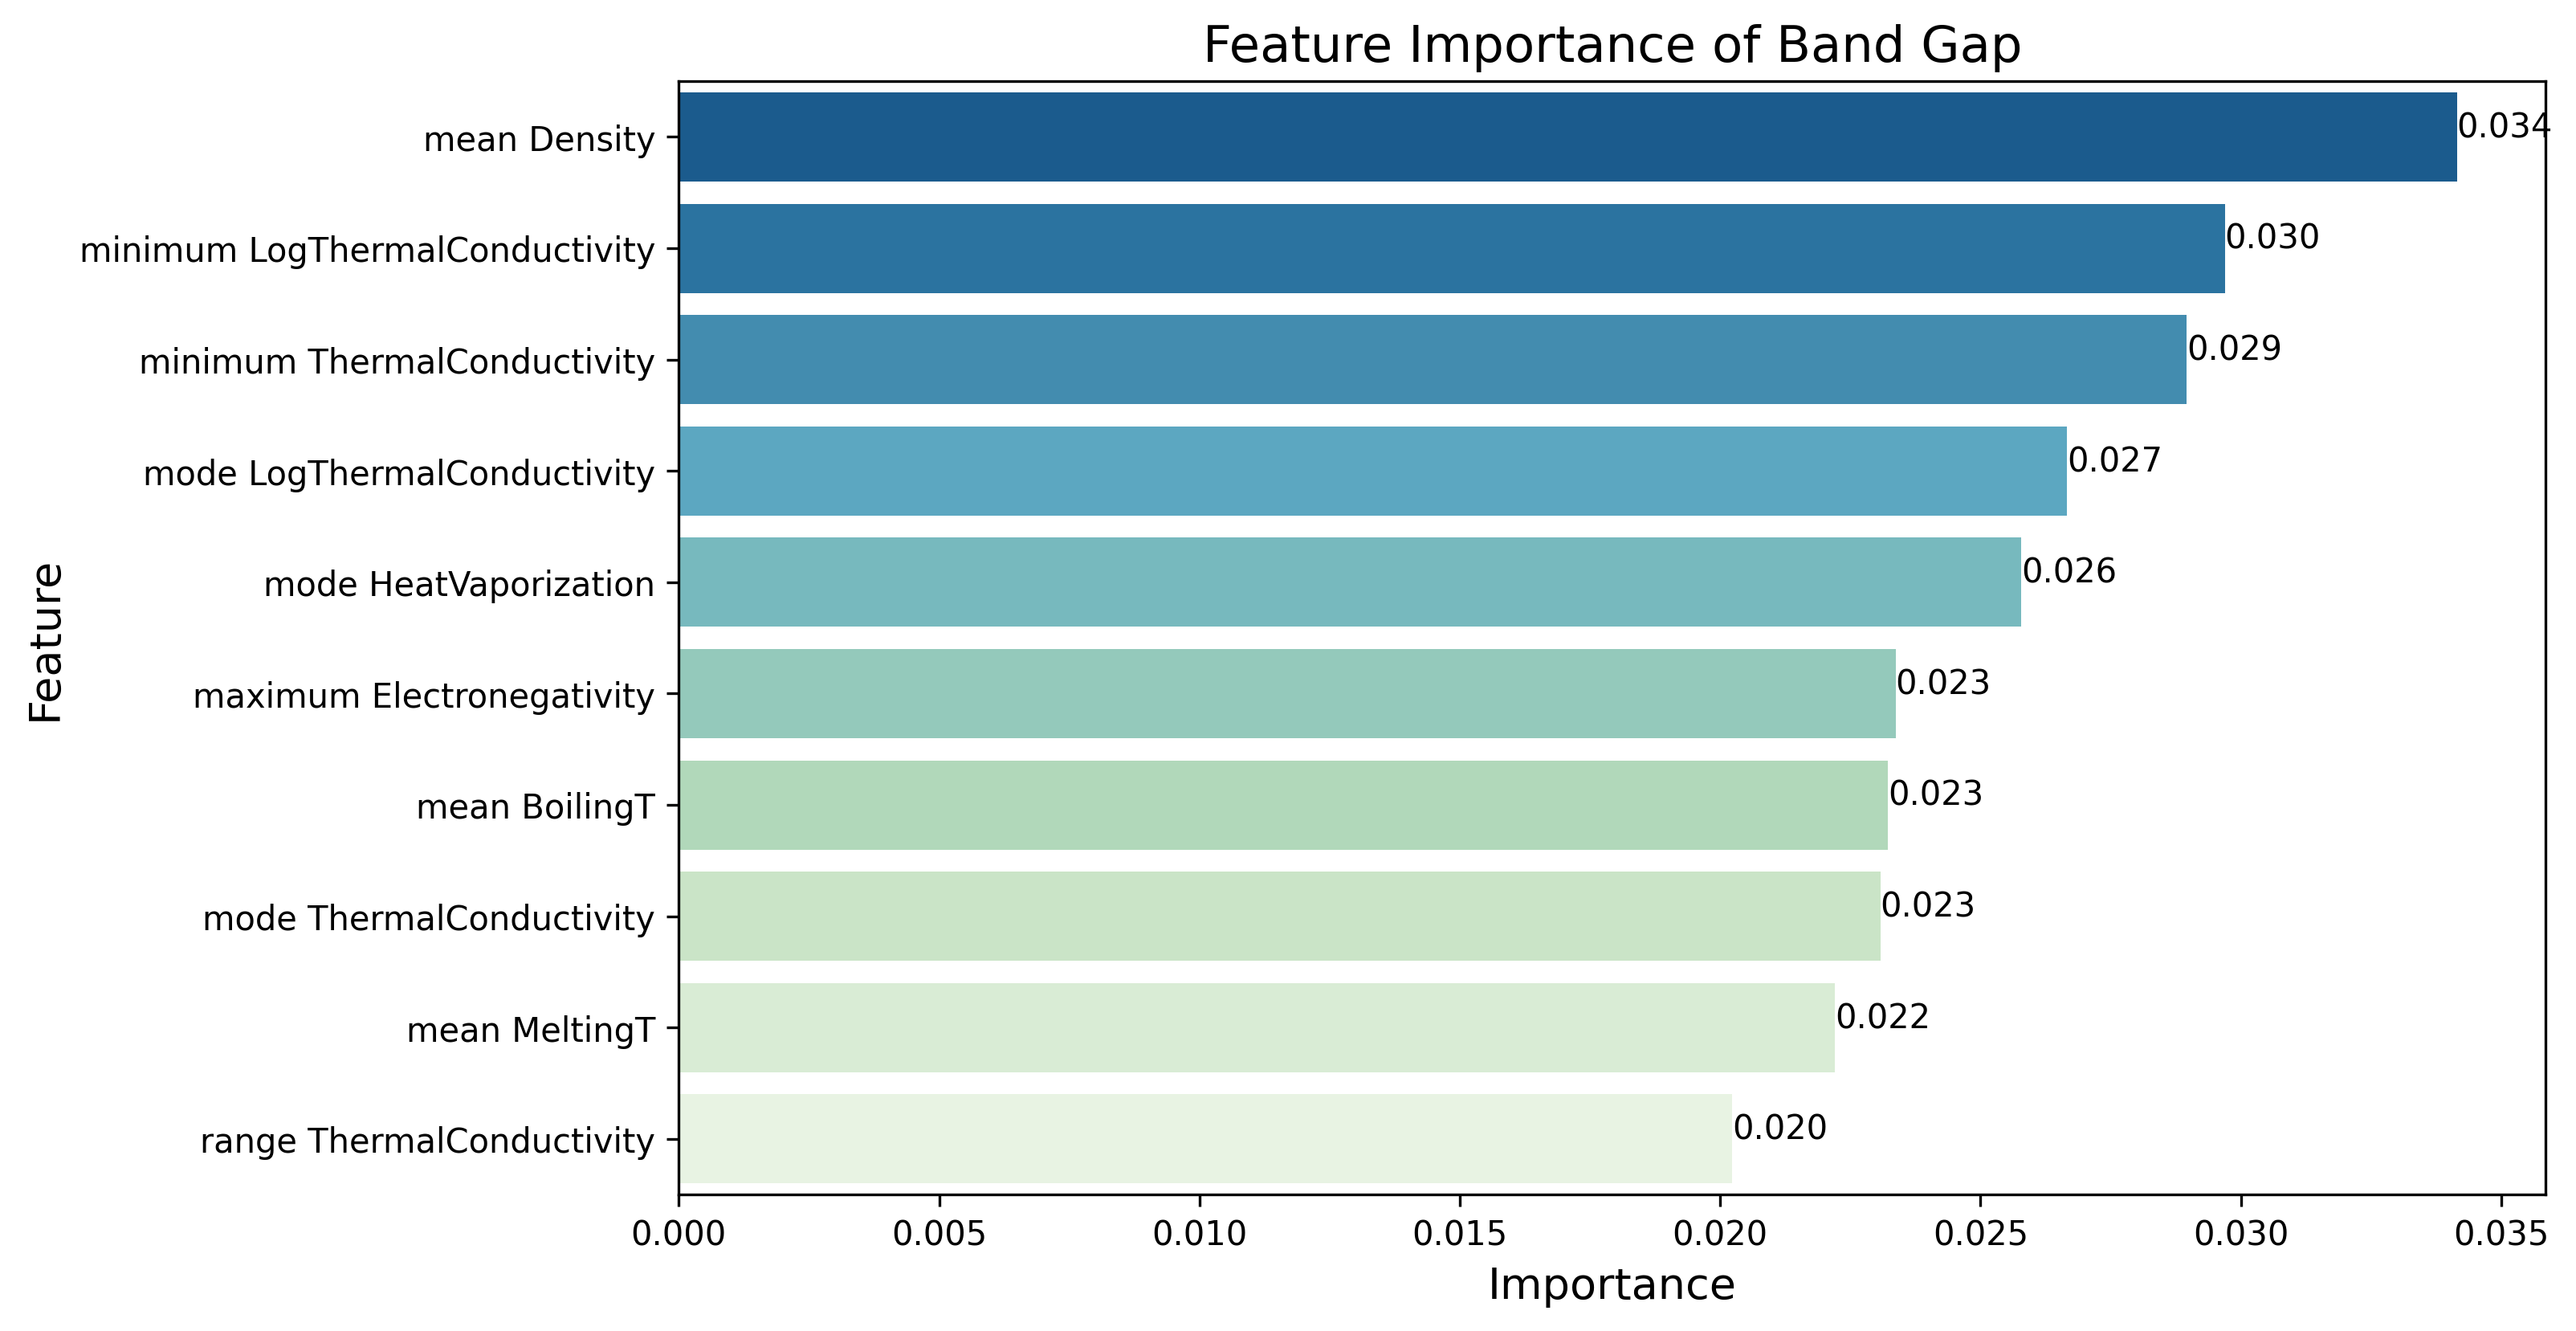 Feature Importance of Band Gap
mean Density
0.034
minimum LogThermalConductivity
0.030
minimum ThermalConductivity
0.029
mode LogThermalConductivity
0.027
mode HeatVaporization
0.026
maximum Electronegativity
0.023
mean BoilingT
0.023
mode ThermalConductivity
0.023
mean MeltingT
0.022
range ThermalConductivity
0.020
Feature
0.000 0.005 0.010 0.015 0.020 0.025 0.030 0.035
Importance